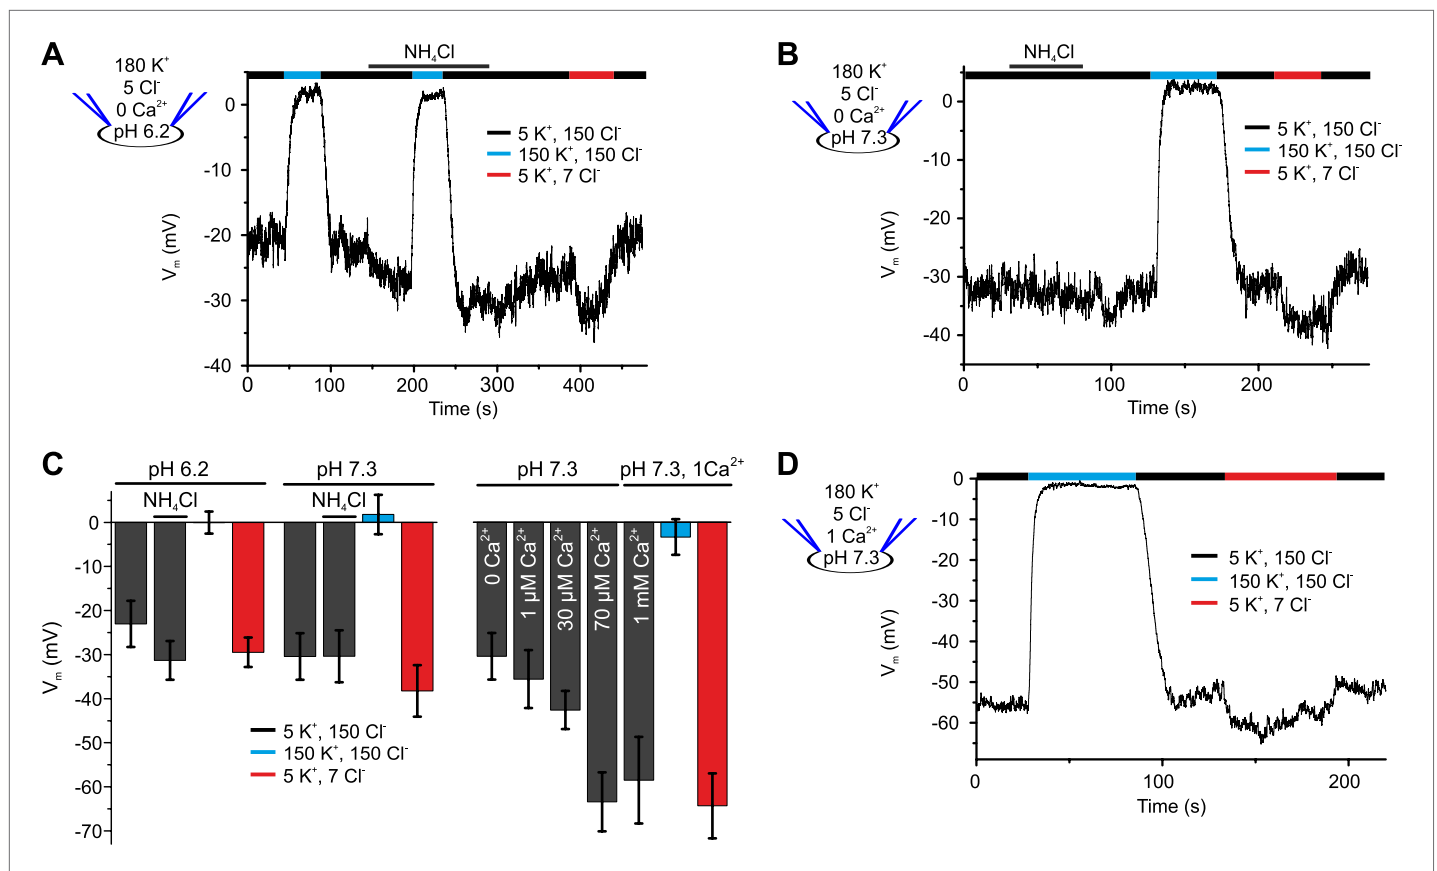 A
180 K⁺
5 Cl⁻
0 Ca²⁺
pH 6.2
NH₄Cl
5 K⁺, 150 Cl⁻
150 K⁺, 150 Cl⁻
5 K⁺, 7 Cl⁻
0
-10
-20
-30
-40
Vₘ (mV)
0 100 200 300 400
Time (s)
B
180 K⁺
5 Cl⁻
0 Ca²⁺
pH 7.3
NH₄Cl
5 K⁺, 150 Cl⁻
150 K⁺, 150 Cl⁻
5 K⁺, 7 Cl⁻
0
-10
-20
-30
-40
Vₘ (mV)
0 100 200
Time (s)
C
pH 6.2 pH 7.3 pH 7.3 pH 7.3, 1Ca²⁺
NH₄Cl NH₄Cl
0
-10
-20
-30
-40
-50
-60
-70
Vₘ (mV)
0 Ca²⁺
1 µM Ca²⁺
30 µM Ca²⁺
70 µM Ca²⁺
1 mM Ca²⁺
5 K⁺, 150 Cl⁻
150 K⁺, 150 Cl⁻
5 K⁺, 7 Cl⁻
D
180 K⁺
5 Cl⁻
1 Ca²⁺
pH 7.3
5 K⁺, 150 Cl⁻
150 K⁺, 150 Cl⁻
5 K⁺, 7 Cl⁻
0
-10
-20
-30
-40
-50
-60
Vₘ (mV)
0 100 200
Time (s)